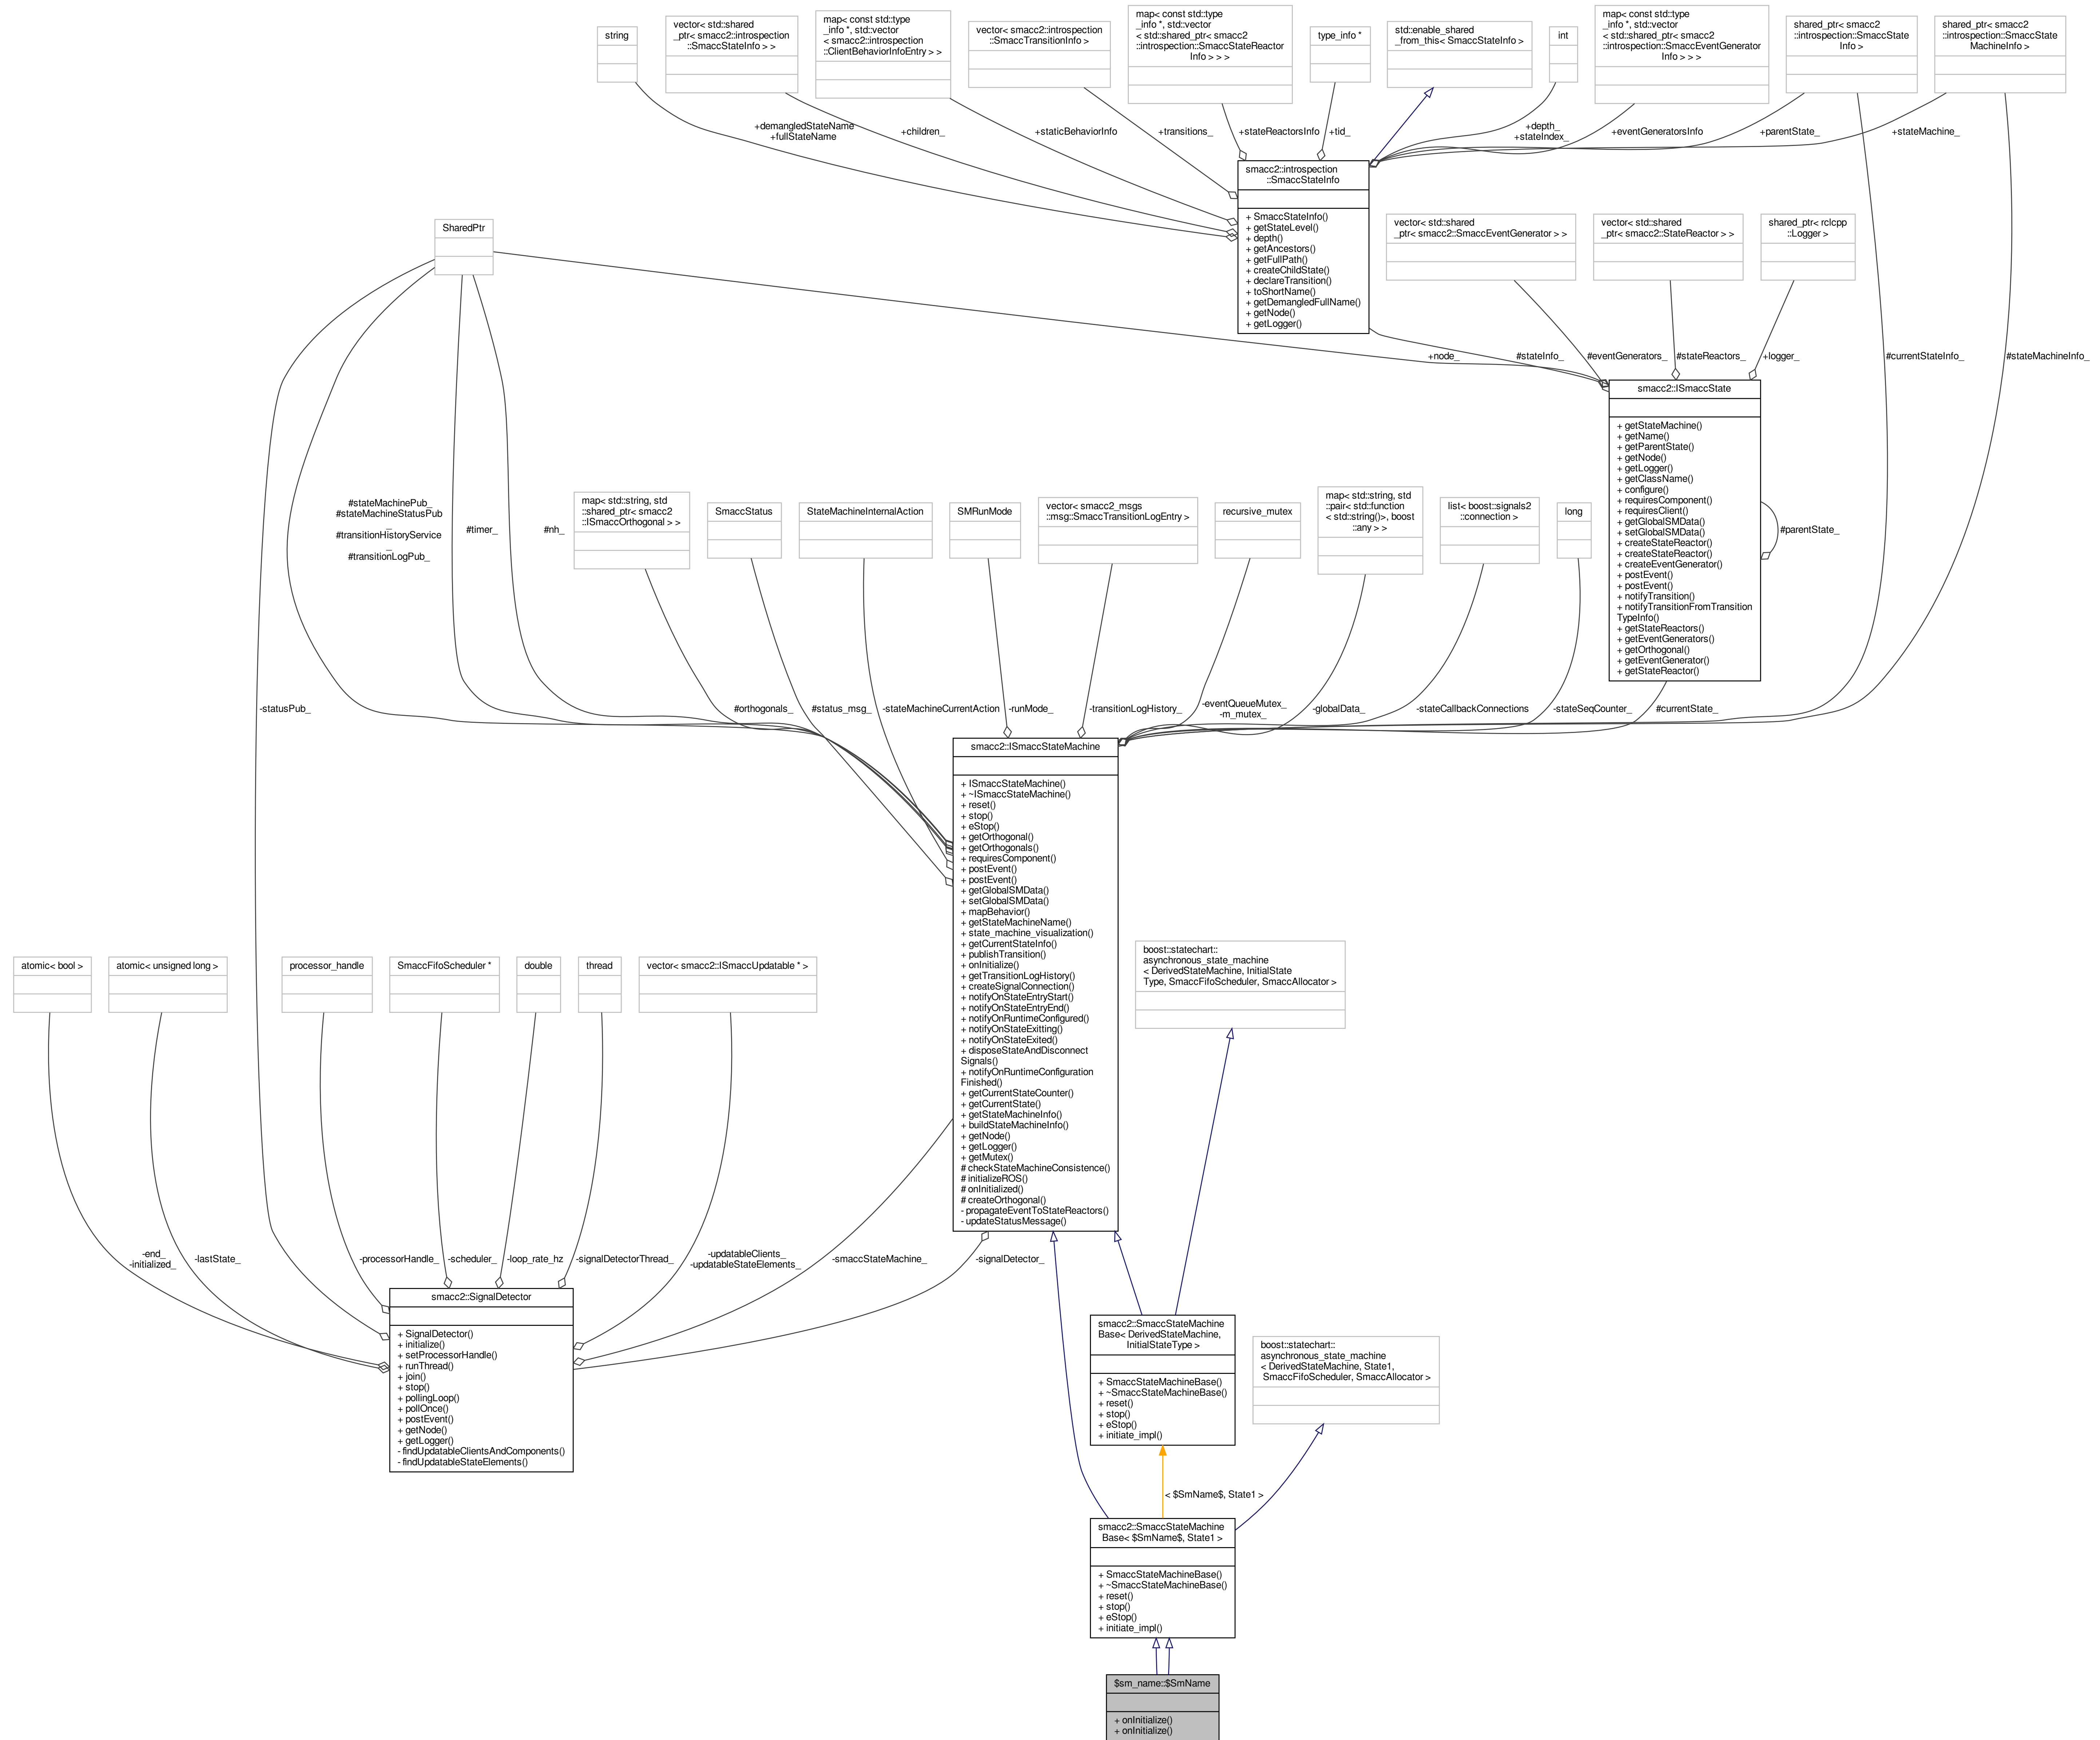 string
vector< std::shared
_ptr< smacc2::introspection
::SmaccStateInfo > >
map< const std::type
_info *, std::vector
< smacc2::introspection
::ClientBehaviorInfoEntry > >
vector< smacc2::introspection
::SmaccTransitionInfo >
map< const std::type
_info *, std::vector
< std::shared_ptr< smacc2
::introspection::SmaccStateReactor
Info > > >
type_info *
std::enable_shared
_from_this< SmaccStateInfo >
int
map< const std::type
_info *, std::vector
< std::shared_ptr< smacc2
::introspection::SmaccEventGenerator
Info > > >
shared_ptr< smacc2
::introspection::SmaccState
Info >
shared_ptr< smacc2
::introspection::SmaccState
MachineInfo >
+demangledStateName
+fullStateName
+children_
+staticBehaviorInfo
+transitions_
+stateReactorsInfo
+tid_
+depth_
+stateIndex_
+eventGeneratorsInfo
+parentState_
+stateMachine_
smacc2::introspection
::SmaccStateInfo
+ SmaccStateInfo()
+ getStateLevel()
+ depth()
+ getAncestors()
+ getFullPath()
+ createChildState()
+ declareTransition()
+ toShortName()
+ getDemangledFullName()
+ getNode()
+ getLogger()
SharedPtr
vector< std::shared
_ptr< smacc2::SmaccEventGenerator > >
vector< std::shared
_ptr< smacc2::StateReactor > >
shared_ptr< rclcpp
::Logger >
+node_
#stateInfo_
#eventGenerators_
#stateReactors_
+logger_
#currentStateInfo_
#stateMachineInfo_
smacc2::ISmaccState
+ getStateMachine()
+ getName()
+ getParentState()
+ getNode()
+ getLogger()
+ getClassName()
+ configure()
+ requiresComponent()
+ requiresClient()
+ getGlobalSMData()
+ setGlobalSMData()
+ createStateReactor()
+ createStateReactor()
+ createEventGenerator()
+ postEvent()
+ postEvent()
+ notifyTransition()
+ notifyTransitionFromTransition
TypeInfo()
+ getStateReactors()
+ getEventGenerators()
+ getOrthogonal()
+ getEventGenerator()
+ getStateReactor()
#parentState_
#stateMachinePub_
#stateMachineStatusPub
_
#transitionHistoryService
_
#transitionLogPub_
#timer_
#nh_
map< std::string, std
::shared_ptr< smacc2
::ISmaccOrthogonal > >
SmaccStatus
StateMachineInternalAction
SMRunMode
vector< smacc2_msgs
::msg::SmaccTransitionLogEntry >
recursive_mutex
map< std::string, std
::pair< std::function
< std::string()>, boost
::any > >
list< boost::signals2
::connection >
long
-statusPub_
#orthogonals_
#status_msg_
-stateMachineCurrentAction
-runMode_
-transitionLogHistory_
-eventQueueMutex_
-m_mutex_
-globalData_
-stateCallbackConnections
-stateSeqCounter_
#currentState_
smacc2::ISmaccStateMachine
+ ISmaccStateMachine()
+ ~ISmaccStateMachine()
+ reset()
+ stop()
+ eStop()
+ getOrthogonal()
+ getOrthogonals()
+ requiresComponent()
+ postEvent()
+ postEvent()
+ getGlobalSMData()
+ setGlobalSMData()
+ mapBehavior()
+ getStateMachineName()
+ state_machine_visualization()
+ getCurrentStateInfo()
+ publishTransition()
+ onInitialize()
+ getTransitionLogHistory()
+ createSignalConnection()
+ notifyOnStateEntryStart()
+ notifyOnStateEntryEnd()
+ notifyOnRuntimeConfigured()
+ notifyOnStateExitting()
+ notifyOnStateExited()
+ disposeStateAndDisconnect
Signals()
+ notifyOnRuntimeConfiguration
Finished()
+ getCurrentStateCounter()
+ getCurrentState()
+ getStateMachineInfo()
+ buildStateMachineInfo()
+ getNode()
+ getLogger()
+ getMutex()
# checkStateMachineConsistence()
# initializeROS()
# onInitialized()
# createOrthogonal()
- propagateEventToStateReactors()
- updateStatusMessage()
atomic< bool >
atomic< unsigned long >
processor_handle
SmaccFifoScheduler *
double
thread
vector< smacc2::ISmaccUpdatable * >
boost::statechart::
asynchronous_state_machine
< DerivedStateMachine, InitialState
Type, SmaccFifoScheduler, SmaccAllocator >
-end_
-initialized_
-lastState_
-processorHandle_
-scheduler_
-loop_rate_hz
-signalDetectorThread_
-updatableClients_
-updatableStateElements_
-smaccStateMachine_
-signalDetector_
smacc2::SignalDetector
+ SignalDetector()
+ initialize()
+ setProcessorHandle()
+ runThread()
+ join()
+ stop()
+ pollingLoop()
+ pollOnce()
+ postEvent()
+ getNode()
+ getLogger()
- findUpdatableClientsAndComponents()
- findUpdatableStateElements()
smacc2::SmaccStateMachine
Base< DerivedStateMachine,
InitialStateType >
+ SmaccStateMachineBase()
+ ~SmaccStateMachineBase()
+ reset()
+ stop()
+ eStop()
+ initiate_impl()
boost::statechart::
asynchronous_state_machine
< DerivedStateMachine, State1,
SmaccFifoScheduler, SmaccAllocator >
< $SmName$, State1 >
smacc2::SmaccStateMachine
Base< $SmName$, State1 >
+ SmaccStateMachineBase()
+ ~SmaccStateMachineBase()
+ reset()
+ stop()
+ eStop()
+ initiate_impl()
$sm_name::$SmName
+ onInitialize()
+ onInitialize()